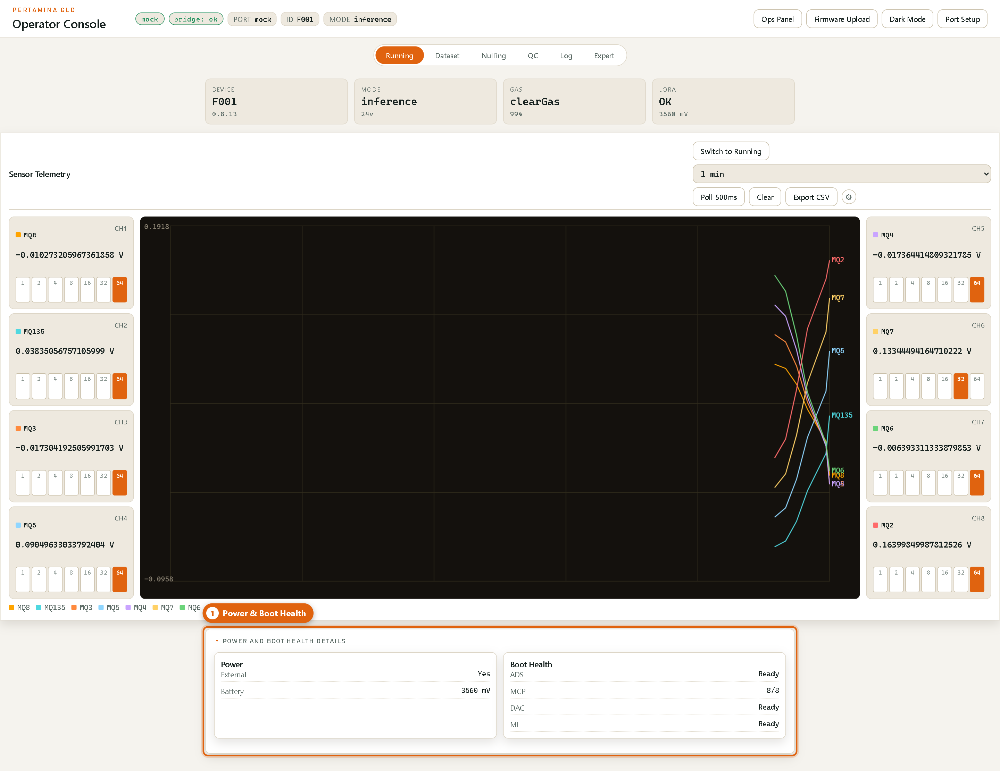 PERTAMINA GLD
Operator Console
mock
bridge: ok
PORT mock
ID F001
MODE inference
Ops Panel
Firmware Upload
Dark Mode
Port Setup
Running
Dataset
Nulling
QC
Log
Expert
DEVICE
F001
0.8.13
MODE
inference
24v
GAS
clearGas
99%
LORA
OK
3560 mV
Sensor Telemetry
Switch to Running
1 min
Poll 500ms
Clear
Export CSV
CH1
MQ8
-0.010273205967361858 V
1 2 4 8 16 32 64
CH2
MQ135
0.03835056757105999 V
1 2 4 8 16 32 64
CH3
MQ3
-0.017304192505991703 V
1 2 4 8 16 32 64
CH4
MQ5
0.09049633033792404 V
1 2 4 8 16 32 64
0.1918
-0.0958
MQ2
MQ7
MQ5
MQ135
MQ6
MQ8
MQ4
CH5
MQ4
-0.017364414809321785 V
1 2 4 8 16 32 64
CH6
MQ7
0.13344494164710222 V
1 2 4 8 16 32 64
CH7
MQ6
-0.006393311333879853 V
1 2 4 8 16 32 64
CH8
MQ2
0.16399849987812526 V
1 2 4 8 16 32 64
MQ8 MQ135 MQ3 MQ5 MQ4 MQ7 MQ6
1 Power & Boot Health
POWER AND BOOT HEALTH DETAILS
Power
External Yes
Battery 3560 mV
Boot Health
ADS Ready
MCP 8/8
DAC Ready
ML Ready